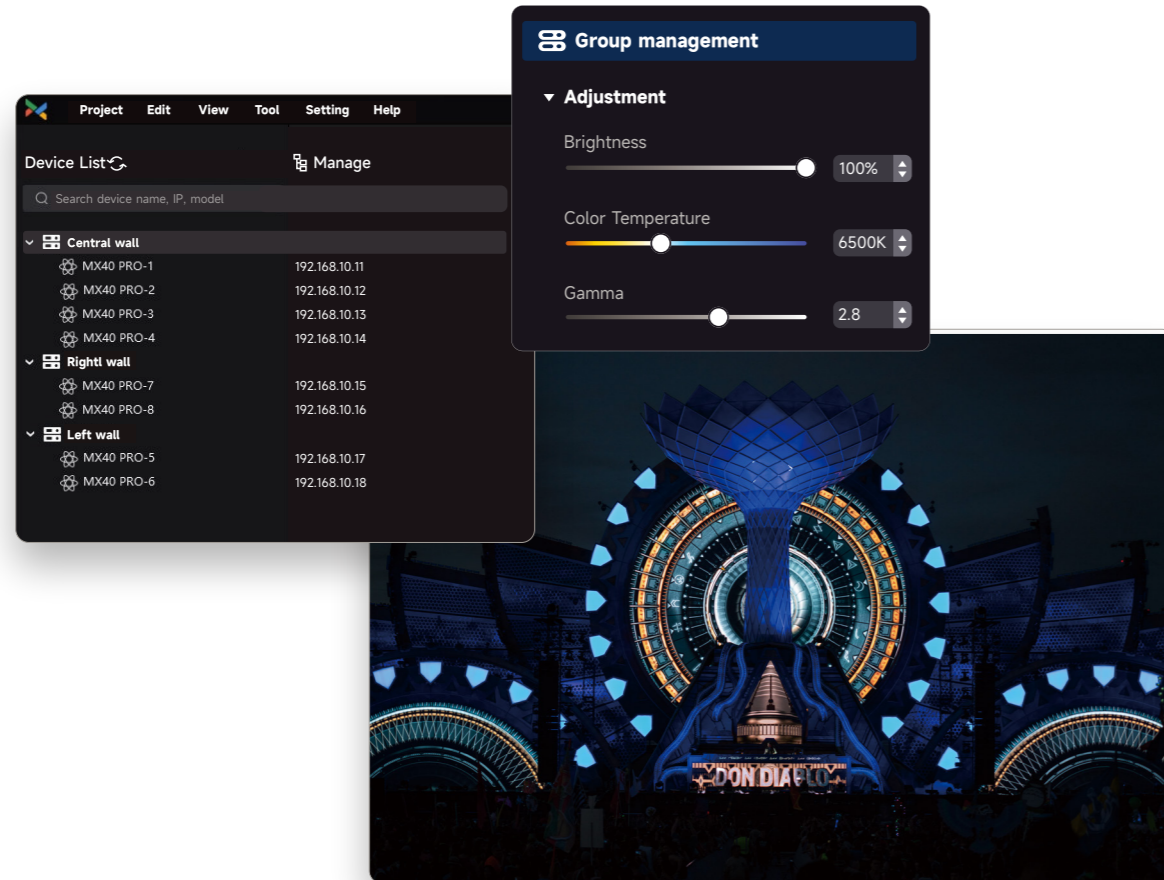 Group management
Adjustment
Brightness
100%
Color Temperature
6500K
Gamma
2.8
Project Edit View Tool Setting Help
Device List Manage
Search device name, IP, model
Central wall
MX40 PRO-1 192.168.10.11
MX40 PRO-2 192.168.10.12
MX40 PRO-3 192.168.10.13
MX40 PRO-4 192.168.10.14
Rightl wall
MX40 PRO-7 192.168.10.15
MX40 PRO-8 192.168.10.16
Left wall
MX40 PRO-5 192.168.10.17
MX40 PRO-6 192.168.10.18
DON DIABLO